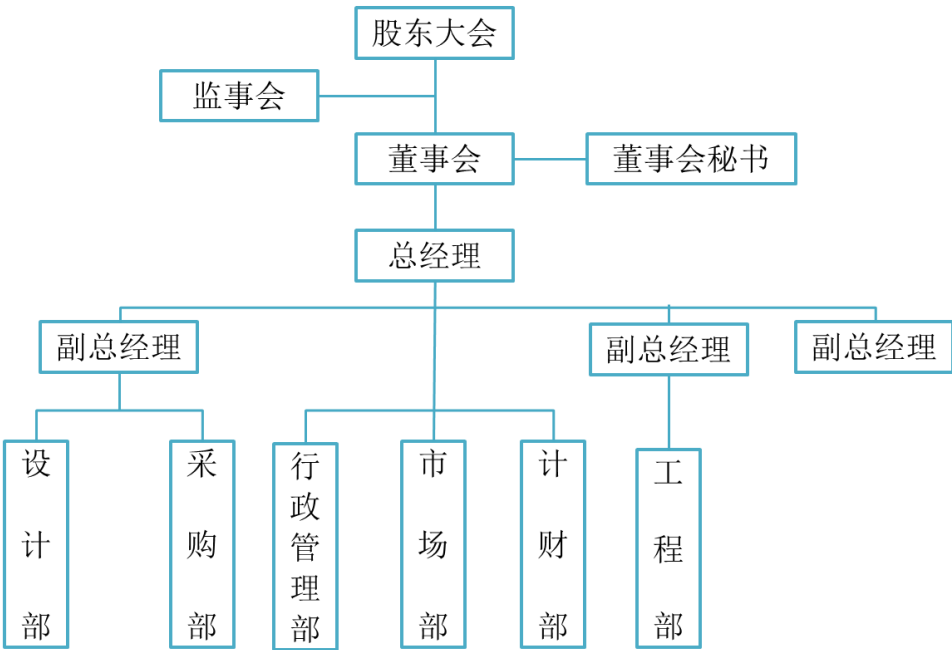 股东大会
监事会
董事会
董事会秘书
总经理
副总经理
副总经理
副总经理
设计部
采购部
行政管理部
市场部
计财部
工程部